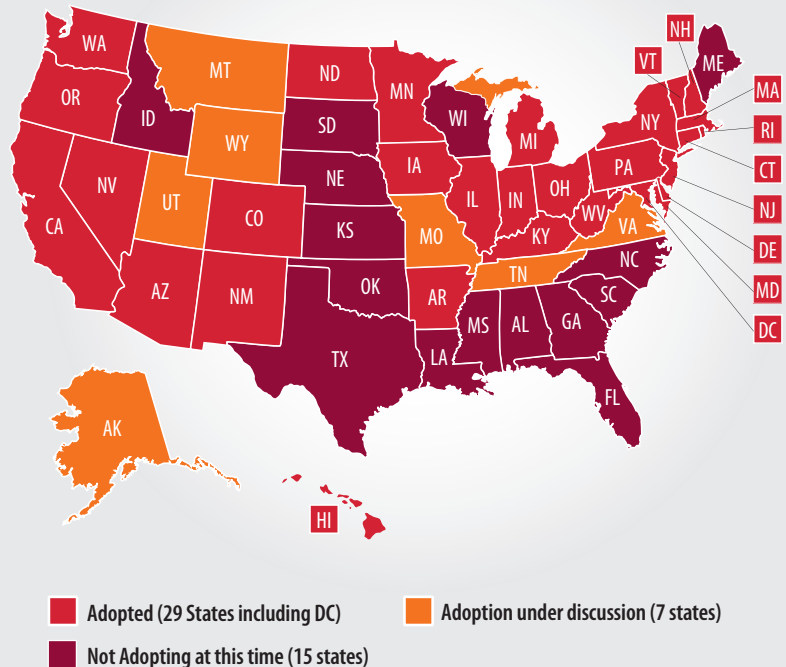 NH
WA
VT
ME
MT
ND
MN
MA
OR
ID
SD
WI
NY
RI
WY
MI
CT
IA
PA
NE
NV
UT
IL
IN
OH
NJ
CO
WV
CA
KS
MO
KY
VA
DE
NC
AZ
NM
OK
TN
MD
AR
SC
MS
AL
GA
DC
TX
LA
FL
AK
HI
Adopted (29 States including DC)
Adoption under discussion (7 states)
Not Adopting at this time (15 states)